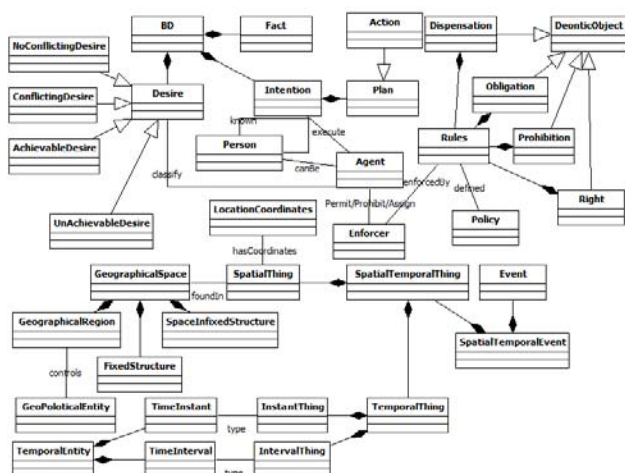 BD
Fact
Action
Dispensation
DeonticObject
NoConflictingDesire
ConflictingDesire
Desire
Intention
Plan
Obligation
AchievableDesire
known
execute
Person
Rules
Prohibition
canBe
Agent
classify
enforcedBy
defined
Permit/Prohibit/Assign
Right
UnAchievableDesire
LocationCoordinates
Enforcer
Policy
hasCoordinates
GeographicalSpace
SpatialThing
SpatialTemporalThing
Event
foundIn
GeographicalRegion
SpaceInfixedStructure
SpatialTemporalEvent
FixedStructure
controls
GeoPoloticalEntity
TimeInstant
InstantThing
TemporalThing
type
TemporalEntity
TimeInterval
IntervalThing
type